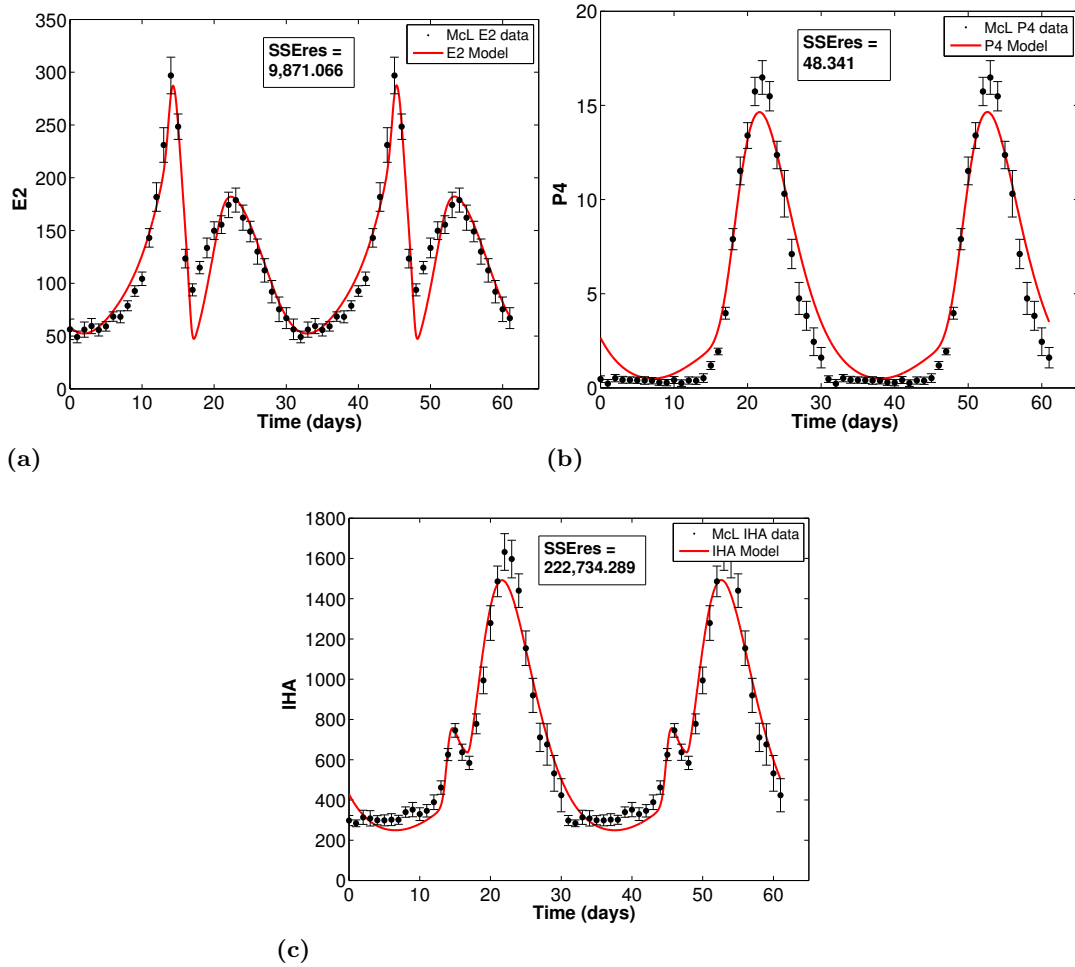 350
300
250
200
150
100
50
0
E2
SSEres =
9,871.066
McL E2 data
E2 Model
0 10 20 30 40 50 60
Time (days)
(a)
20
15
10
5
0
P4
SSEres =
48.341
McL P4 data
P4 Model
0 10 20 30 40 50 60
Time (days)
(b)
1800
1600
1400
1200
1000
800
600
400
200
0
IHA
SSEres =
222,734.289
McL IHA data
IHA Model
0 10 20 30 40 50 60
Time (days)
(c)